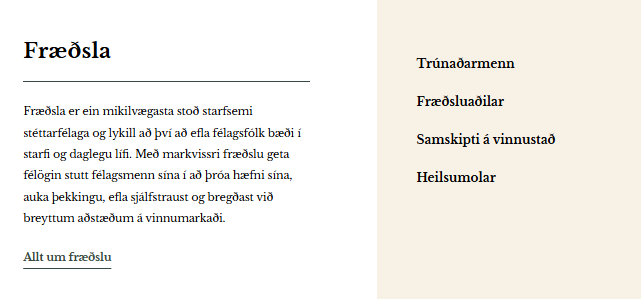 Fræðsla
Fræðsla er ein mikilvægasta stoð starfsemi
stéttarfélaga og lykill að því að efla félagsfólk bæði í
starfi og daglegu lífi. Með markvissri fræðslu geta
félögin stutt félagsmenn sína í að þróa hæfni sína,
auka þekkingu, efla sjálfstraust og bregðast við
breyttum aðstæðum á vinnumarkaði.
Allt um fræðslu
Trúnaðarmenn
Fræðsluaðilar
Samskipti á vinnustað
Heilsumolar